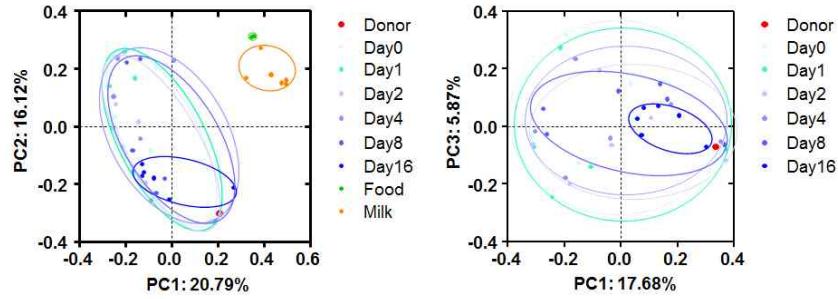 0.4
0.2
0.0
-0.2
-0.4
PC2: 16.12%
-0.4 -0.2 0.0 0.2 0.4 0.6
PC1: 20.79%
Donor
Day0
Day1
Day2
Day4
Day8
Day16
Food
Milk
0.4
0.2
0.0
-0.2
-0.4
PC3: 5.87%
-0.4 -0.2 0.0 0.2 0.4
PC1: 17.68%
Donor
Day0
Day1
Day2
Day4
Day8
Day16